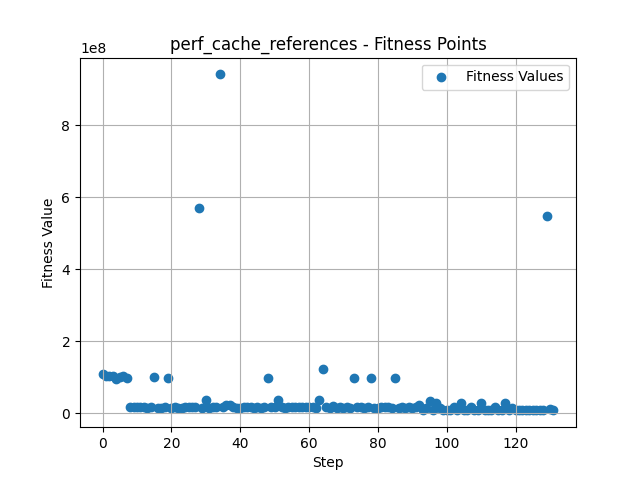 perf_cache_references - Fitness Points
1e8
Fitness Values
8
6
4
2
0
Fitness Value
0 20 40 60 80 100 120
Step